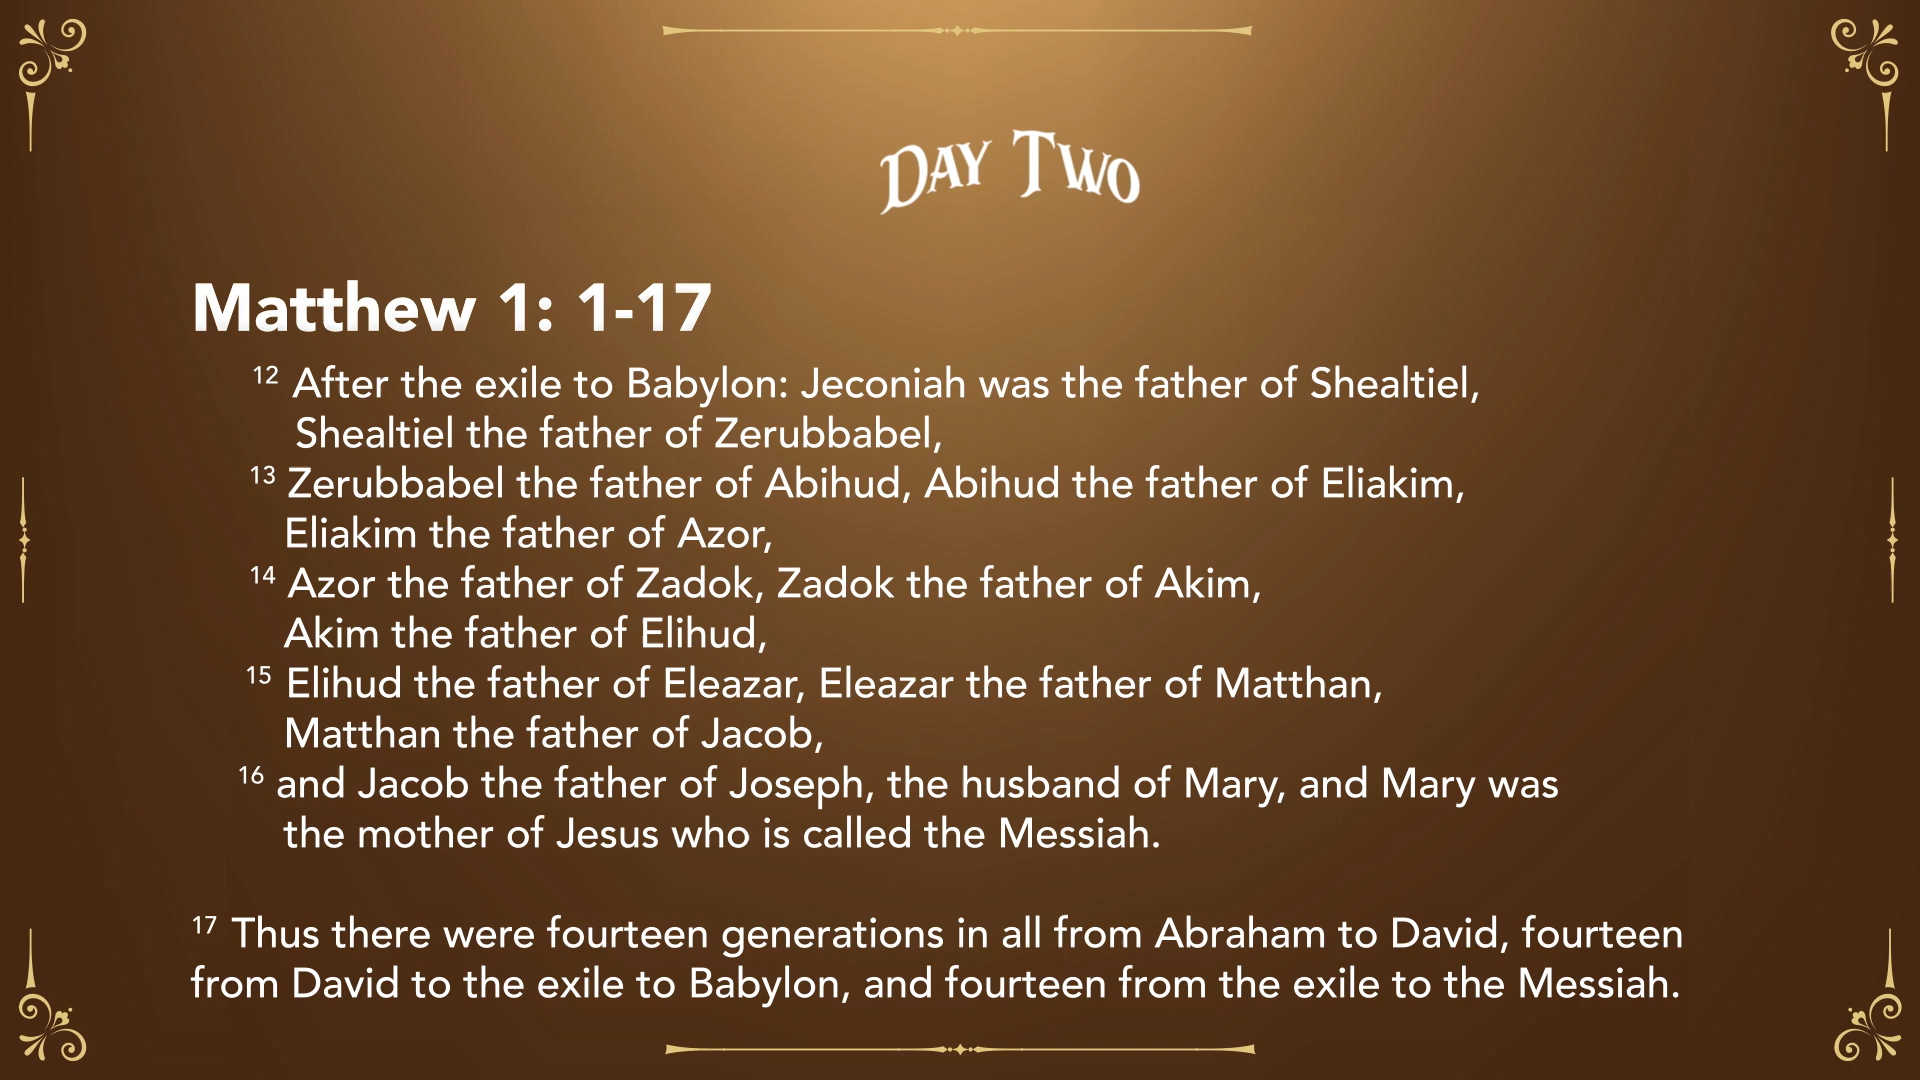 DAY TWO
Matthew 1: 1-17
12 After the exile to Babylon: Jeconiah was the father of Shealtiel,
Shealtiel the father of Zerubbabel,
13 Zerubbabel the father of Abihud, Abihud the father of Eliakim,
Eliakim the father of Azor,
14 Azor the father of Zadok, Zadok the father of Akim,
Akim the father of Elihud,
15 Elihud the father of Eleazar, Eleazar the father of Matthan,
Matthan the father of Jacob,
16 and Jacob the father of Joseph, the husband of Mary, and Mary was
the mother of Jesus who is called the Messiah.
17 Thus there were fourteen generations in all from Abraham to David, fourteen
from David to the exile to Babylon, and fourteen from the exile to the Messiah.